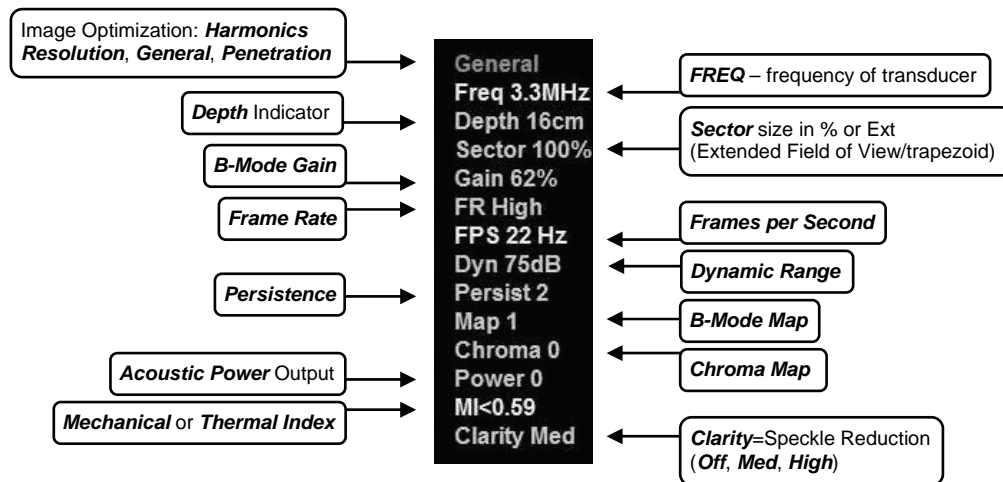 Image Optimization: Harmonics
Resolution, General, Penetration
Depth Indicator
B-Mode Gain
Frame Rate
Persistence
Acoustic Power Output
Mechanical or Thermal Index
General
Freq 3.3MHz
Depth 16cm
Sector 100%
Gain 62%
FR High
FPS 22 Hz
Dyn 75dB
Persist 2
Map 1
Chroma 0
Power 0
MI<0.59
Clarity Med
FREQ – frequency of transducer
Sector size in % or Ext
(Extended Field of View/trapezoid)
Frames per Second
Dynamic Range
B-Mode Map
Chroma Map
Clarity=Speckle Reduction
(Off, Med, High)